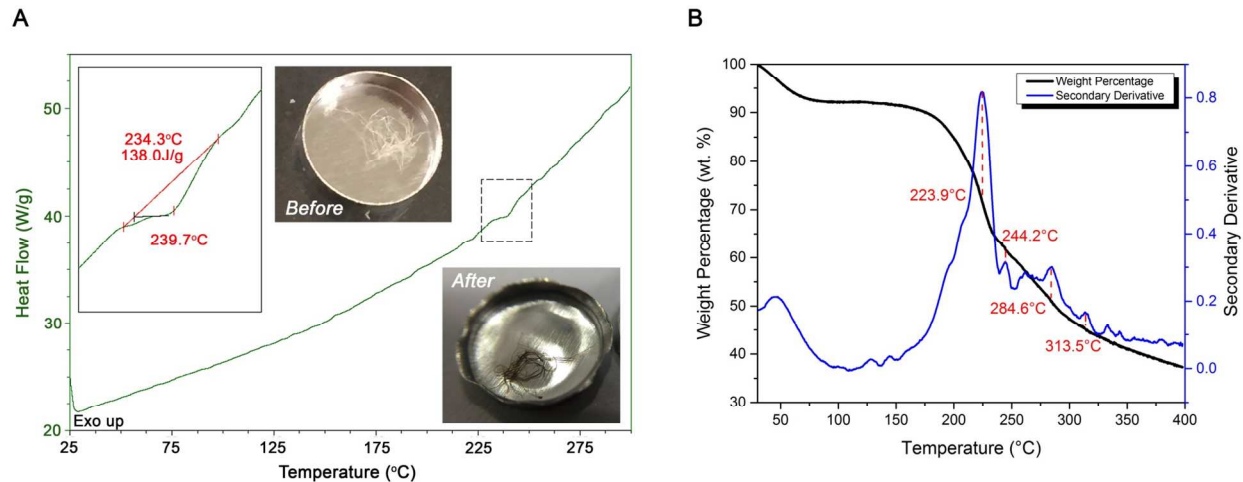 A
Heat Flow (W/g)
50
40
30
20
234.3°C
138.0J/g
239.7°C
Before
After
Exo up
25
75
125
175
225
275
Temperature (°C)
B
Weight Percentage (wt. %)
100
90
80
70
60
50
40
30
Weight Percentage
Secondary Derivative
223.9°C
244.2°C
284.6°C
313.5°C
0.8
0.6
0.4
0.2
0.0
Secondary Derivative
50
100
150
200
250
300
350
400
Temperature (°C)